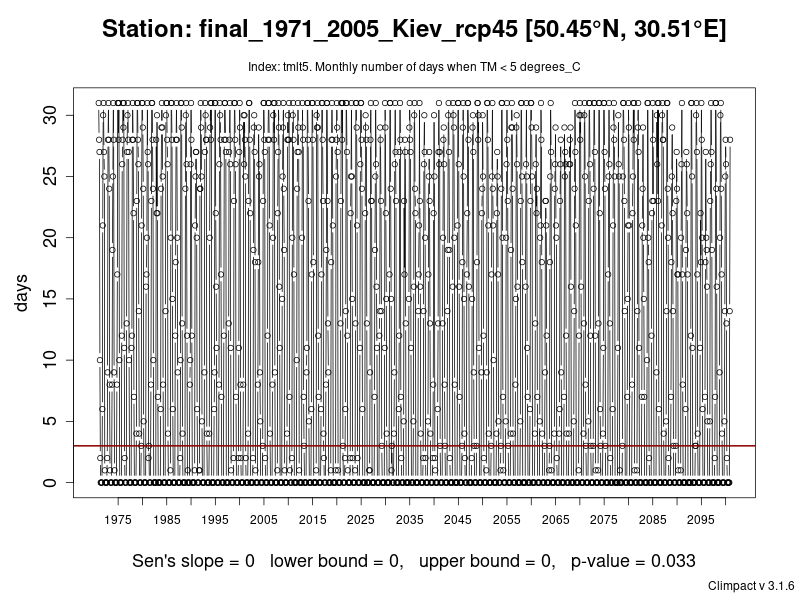 Station: final_1971_2005_Kiev_rcp45 [50.45°N, 30.51°E]
Index: tmlt5. Monthly number of days when TM < 5 degrees_C
30
25
20
15
10
5
0
days
1975 1985 1995 2005 2015 2025 2035 2045 2055 2065 2075 2085 2095
Sen's slope = 0 lower bound = 0, upper bound = 0, p-value = 0.033
Climpact v 3.1.6